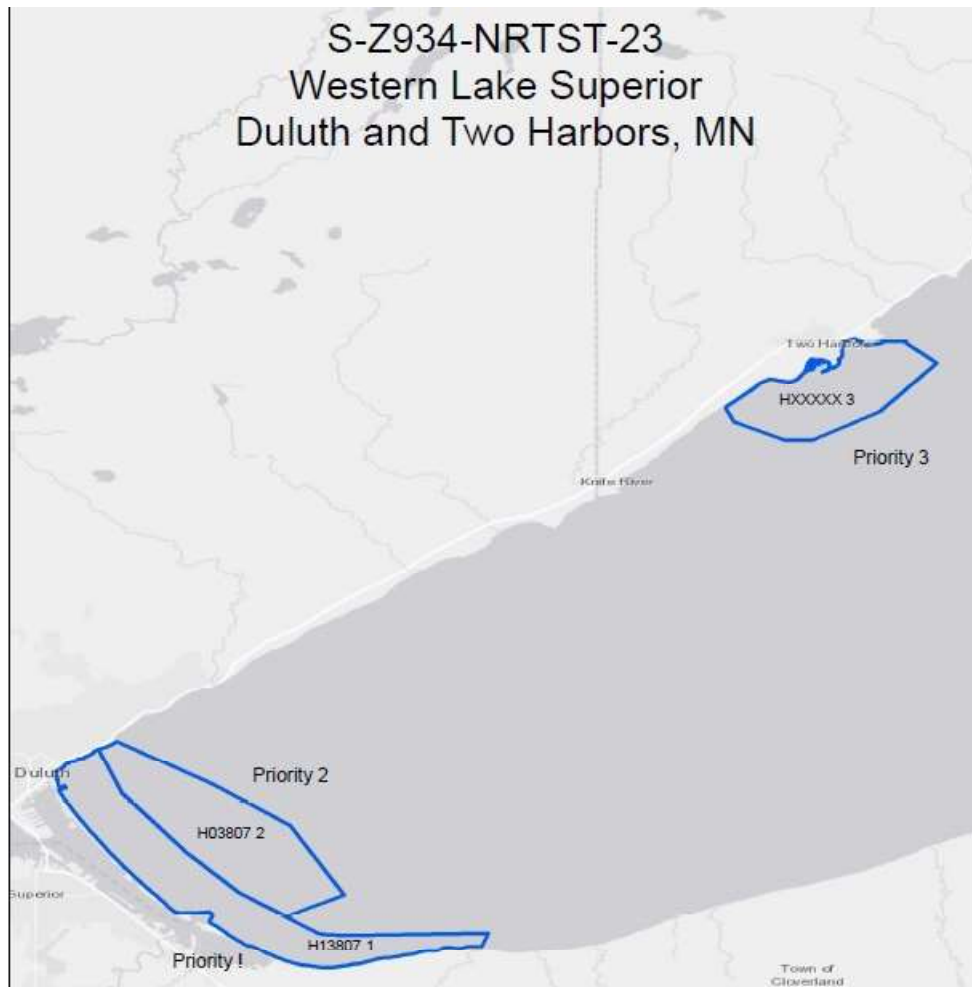 S-Z934-NRTST-23
Western Lake Superior
Duluth and Two Harbors, MN
Two Harbors
HXXXXX 3
Priority 3
Knife River
Duluth
Priority 2
H03807 2
Superior
H13807 1
Priority !
Town of
Cloverland